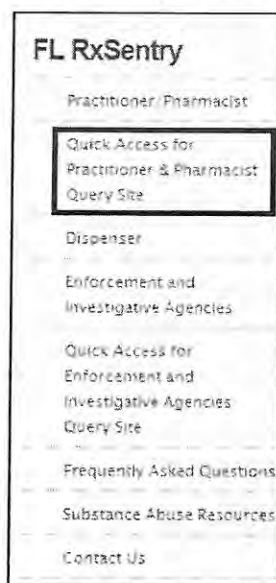 FL RxSentry
Practitioner/Pharmacist
Quick Access for
Practitioner & Pharmacist
Query Site
Dispenser
Enforcement and
Investigative Agencies
Quick Access for
Enforcement and
Investigative Agencies
Query Site
Frequently Asked Questions
Substance Abuse Resources
Contact Us